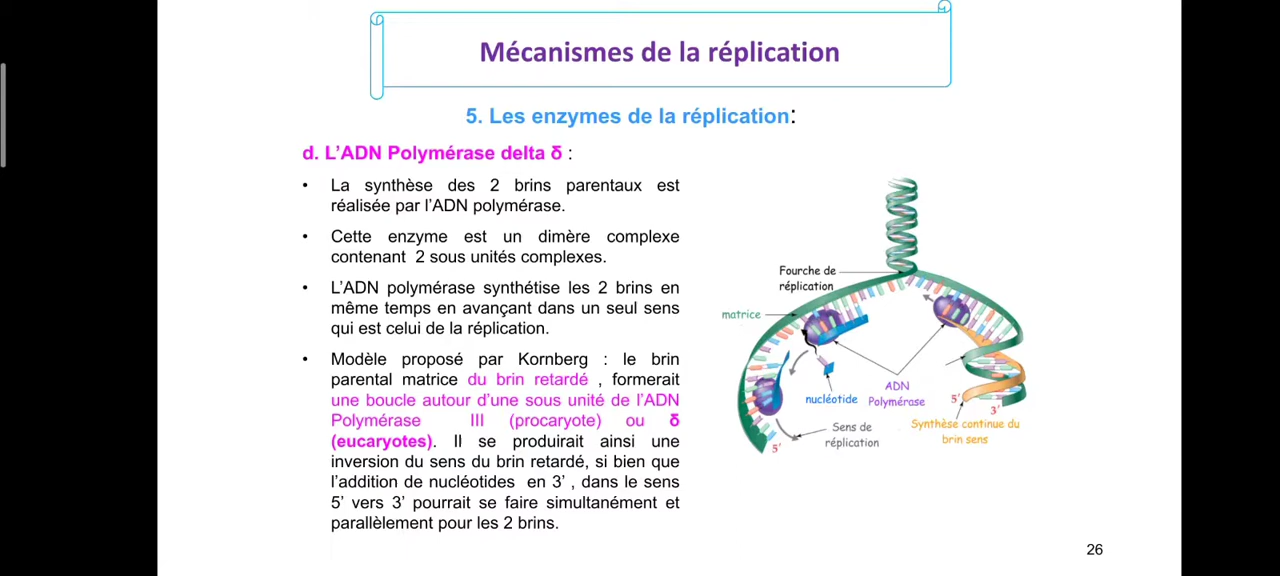 Mécanismes de la réplication
5. Les enzymes de la réplication:
d. L'ADN Polymérase delta δ :
• La synthèse des 2 brins parentaux est
réalisée par l'ADN polymérase.
• Cette enzyme est un dimère complexe
contenant 2 sous unités complexes.
• L'ADN polymérase synthétise les 2 brins en
même temps en avançant dans un seul sens
qui est celui de la réplication.
• Modèle proposé par Kornberg : le brin
parental matrice du brin retardé , formerait
une boucle autour d'une sous unité de l'ADN
Polymérase III (procaryote) ou δ
(eucaryotes). Il se produirait ainsi une
inversion du sens du brin retardé, si bien que
l'addition de nucléotides en 3' , dans le sens
5' vers 3' pourrait se faire simultanément et
parallèlement pour les 2 brins.
Fourche de
réplication
matrice
nucléotide
ADN
Polymérase
5'
3'
Sens de
réplication
Synthèse continue du
brin sens
5'
26